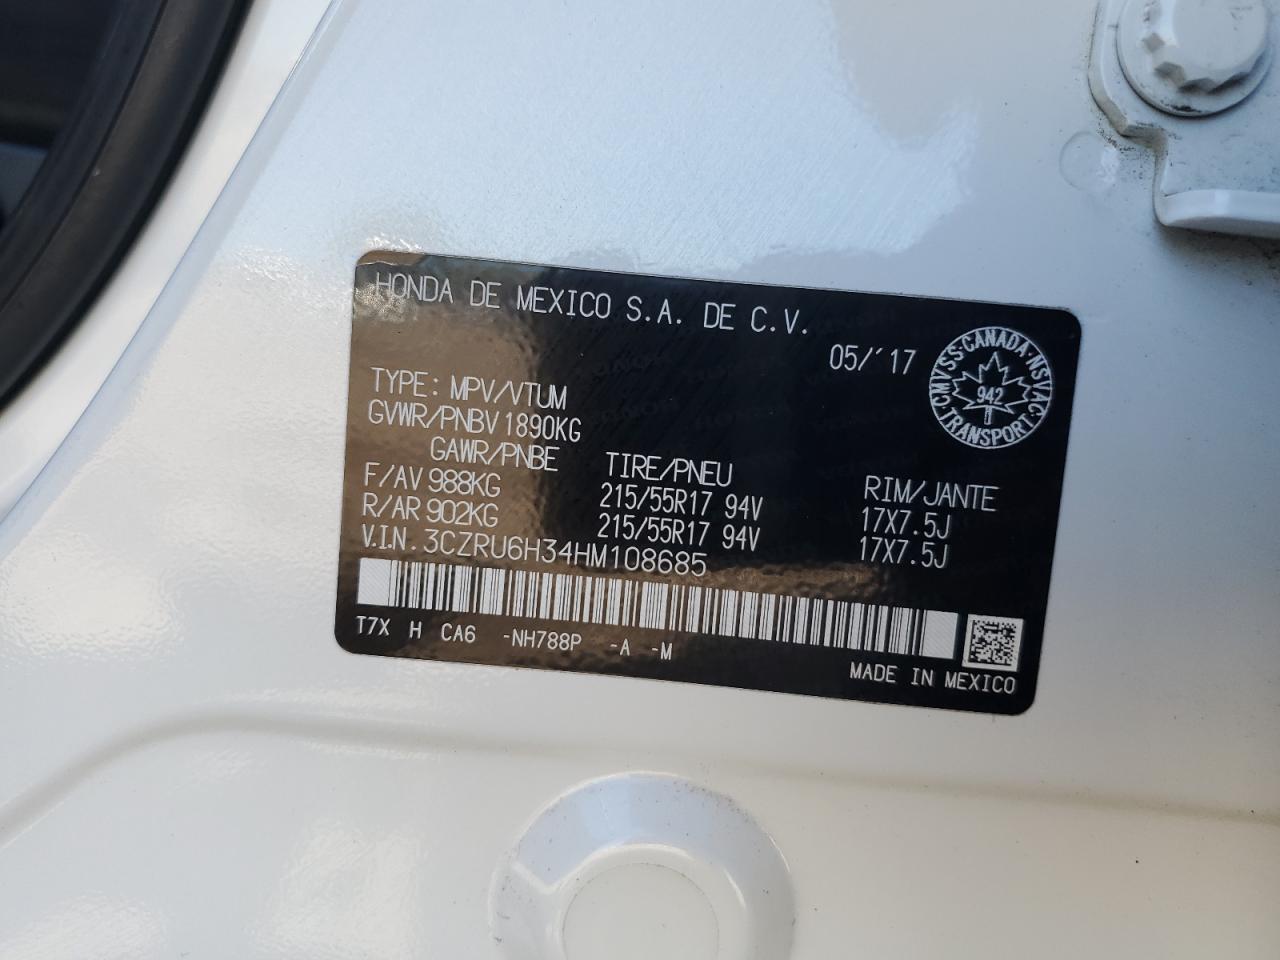 HONDA DE MEXICO S.A. DE C.V.
05/'17
CMVSS·CANADA·NSVAC·TRANSPORT·
942
TYPE: MPV/VTUM
GVWR/PNBV 1890KG
GAWR/PNBE TIRE/PNEU RIM/JANTE
F/AV 988KG 215/55R17 94V 17X7.5J
R/AR 902KG 215/55R17 94V 17X7.5J
V.I.N. 3CZRU6H34HM108685
T7X H CA6 -NH788P -A -M
MADE IN MEXICO